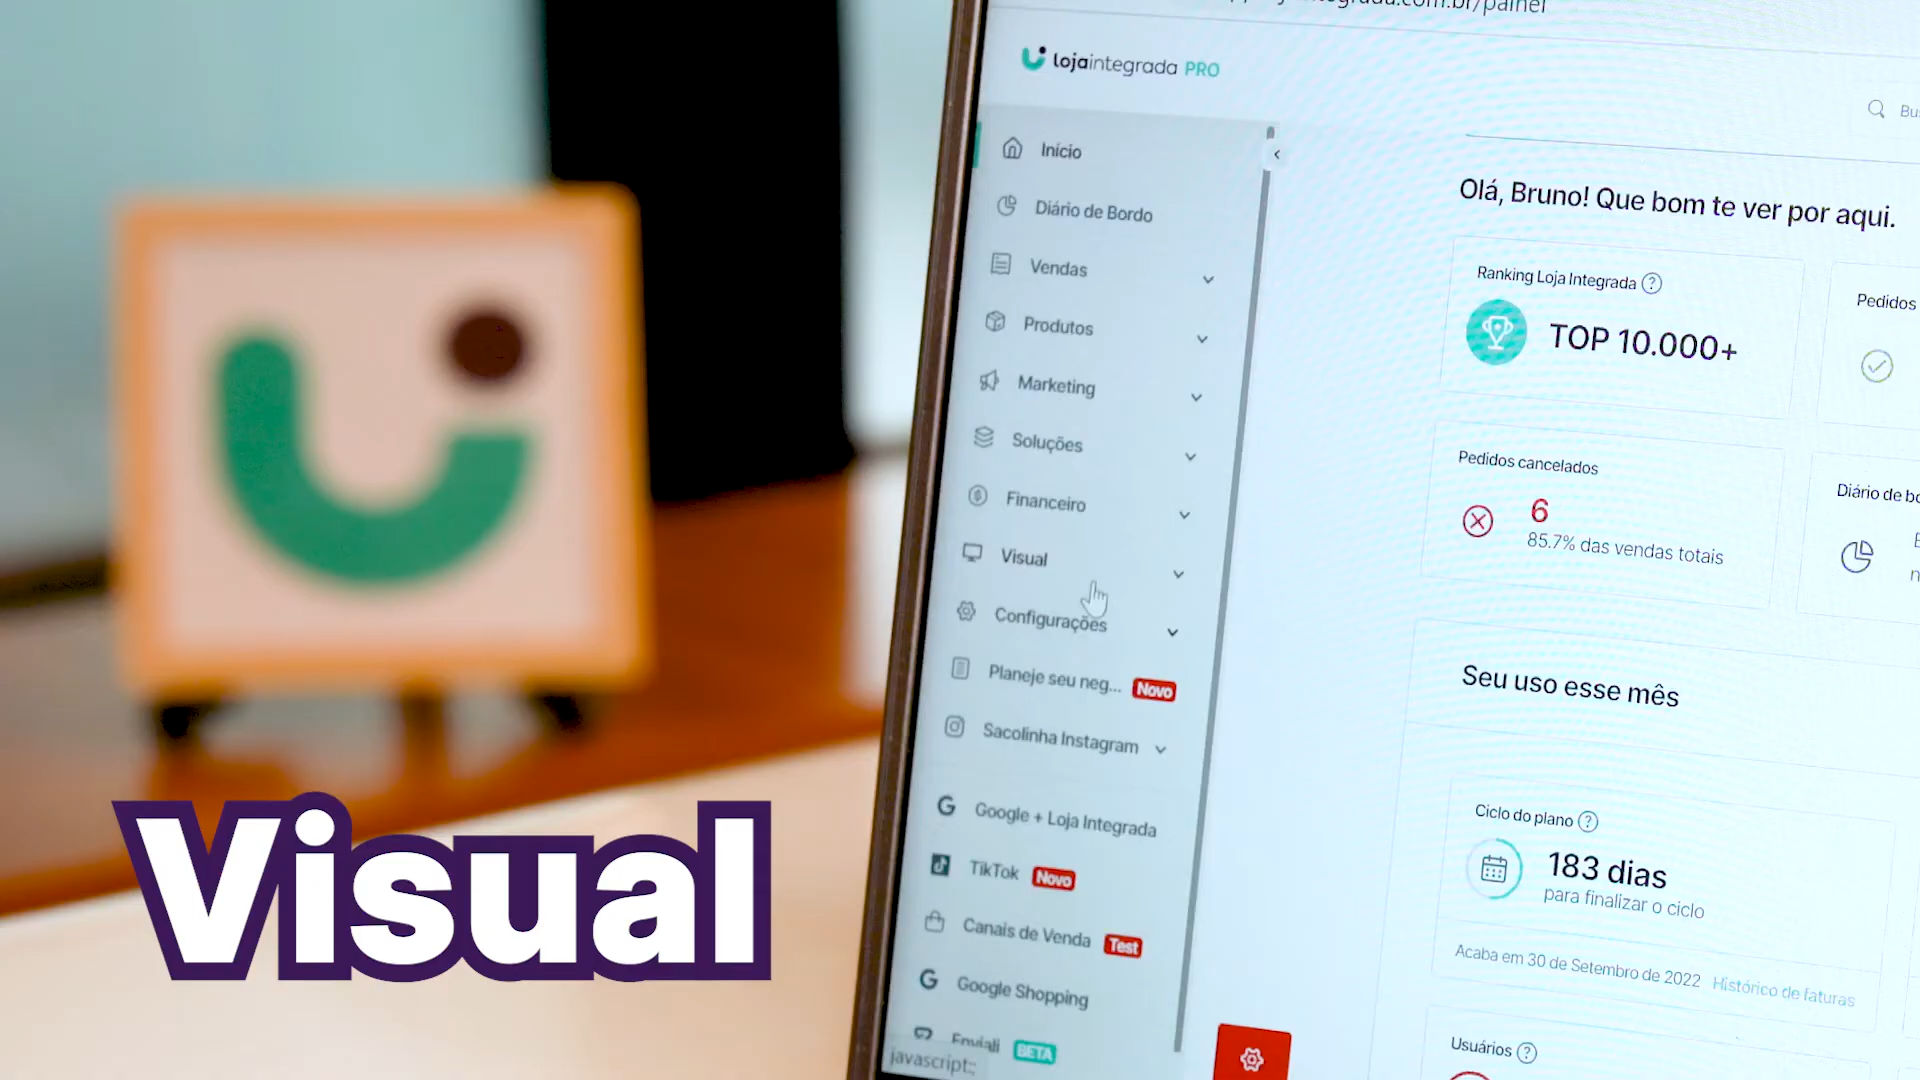 lojaintegrada PRO
Início
Diário de Bordo
Vendas
Produtos
Marketing
Soluções
Financeiro
Visual
Configurações
Planeje seu neg... Novo
Sacolinha Instagram
Google + Loja Integrada
TikTok Novo
Canais de Venda Test
Google Shopping
Enviali BETA
javascript:;
Olá, Bruno! Que bom te ver por aqui.
Ranking Loja Integrada ?
TOP 10.000+
Pedidos
Pedidos cancelados
6
85.7% das vendas totais
Diário de bo
Seu uso esse mês
Ciclo do plano ?
183 dias
para finalizar o ciclo
Acaba em 30 de Setembro de 2022 Histórico de faturas
Usuários ?
Visual